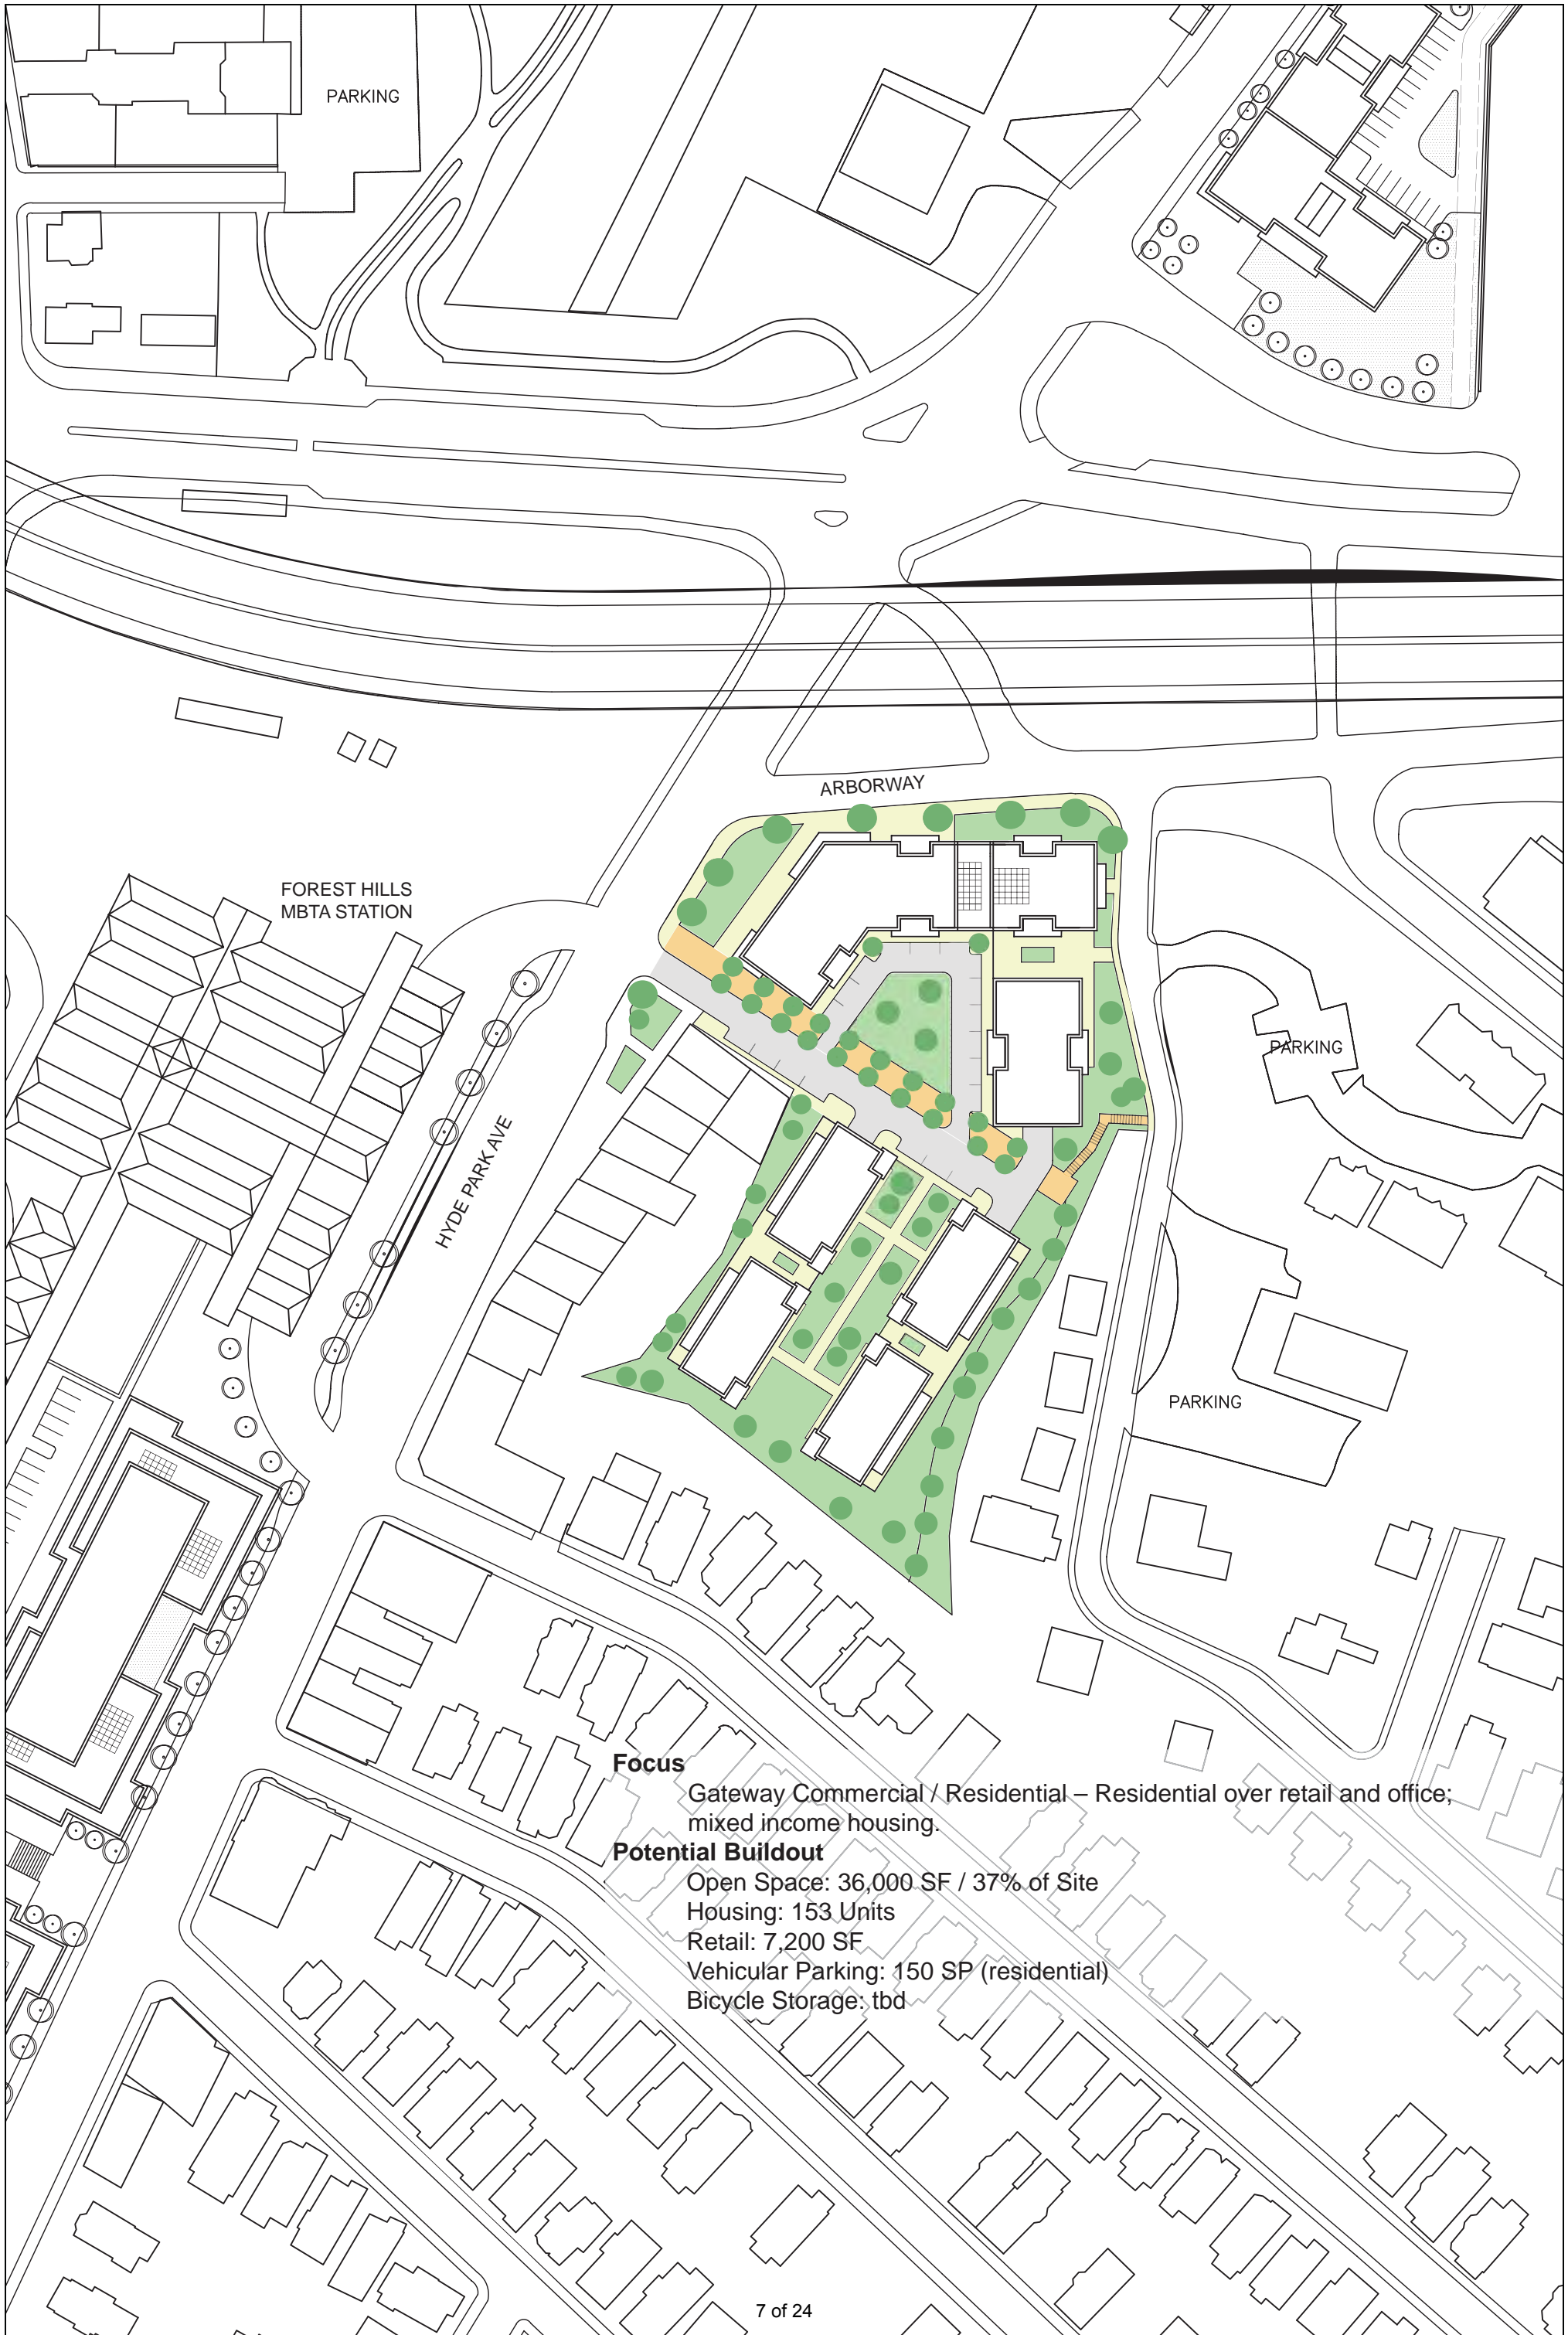 PARKING
ARBORWAY
FOREST HILLS
MBTA STATION
HYDE PARK AVE
PARKING
PARKING
Focus
Gateway Commercial / Residential – Residential over retail and office;
mixed income housing.
Potential Buildout
Open Space: 36,000 SF / 37% of Site
Housing: 153 Units
Retail: 7,200 SF
Vehicular Parking: 150 SP (residential)
Bicycle Storage: tbd
7 of 24